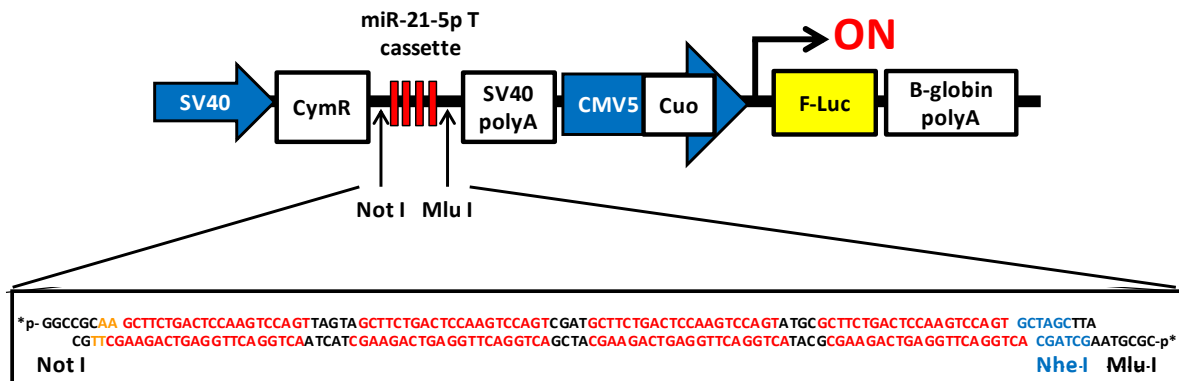 miR-21-5p T
cassette
ON
SV40
CymR
SV40
polyA
CMV5
Cuo
F-Luc
B-globin
polyA
Not I
Mlu I
*p- GGCCGCAA GCTTCTGACTCCAAGTCCAGTTAGTAGCTTCTGACTCCAAGTCCAGTCGATGCTTCTGACTCCAAGTCCAGTATGCGCTTCTGACTCCAAGTCCAGT GCTAGCTTA
CGTTCGAAGACTGAGGTTCAGGTCAATCATCGAAGACTGAGGTTCAGGTCAGCTACGAAGACTGAGGTTCAGGTCATACGCGAAGACTGAGGTTCAGGTCA CGATCGAATGCGC-p*
Not I
Nhe I
Mlu I